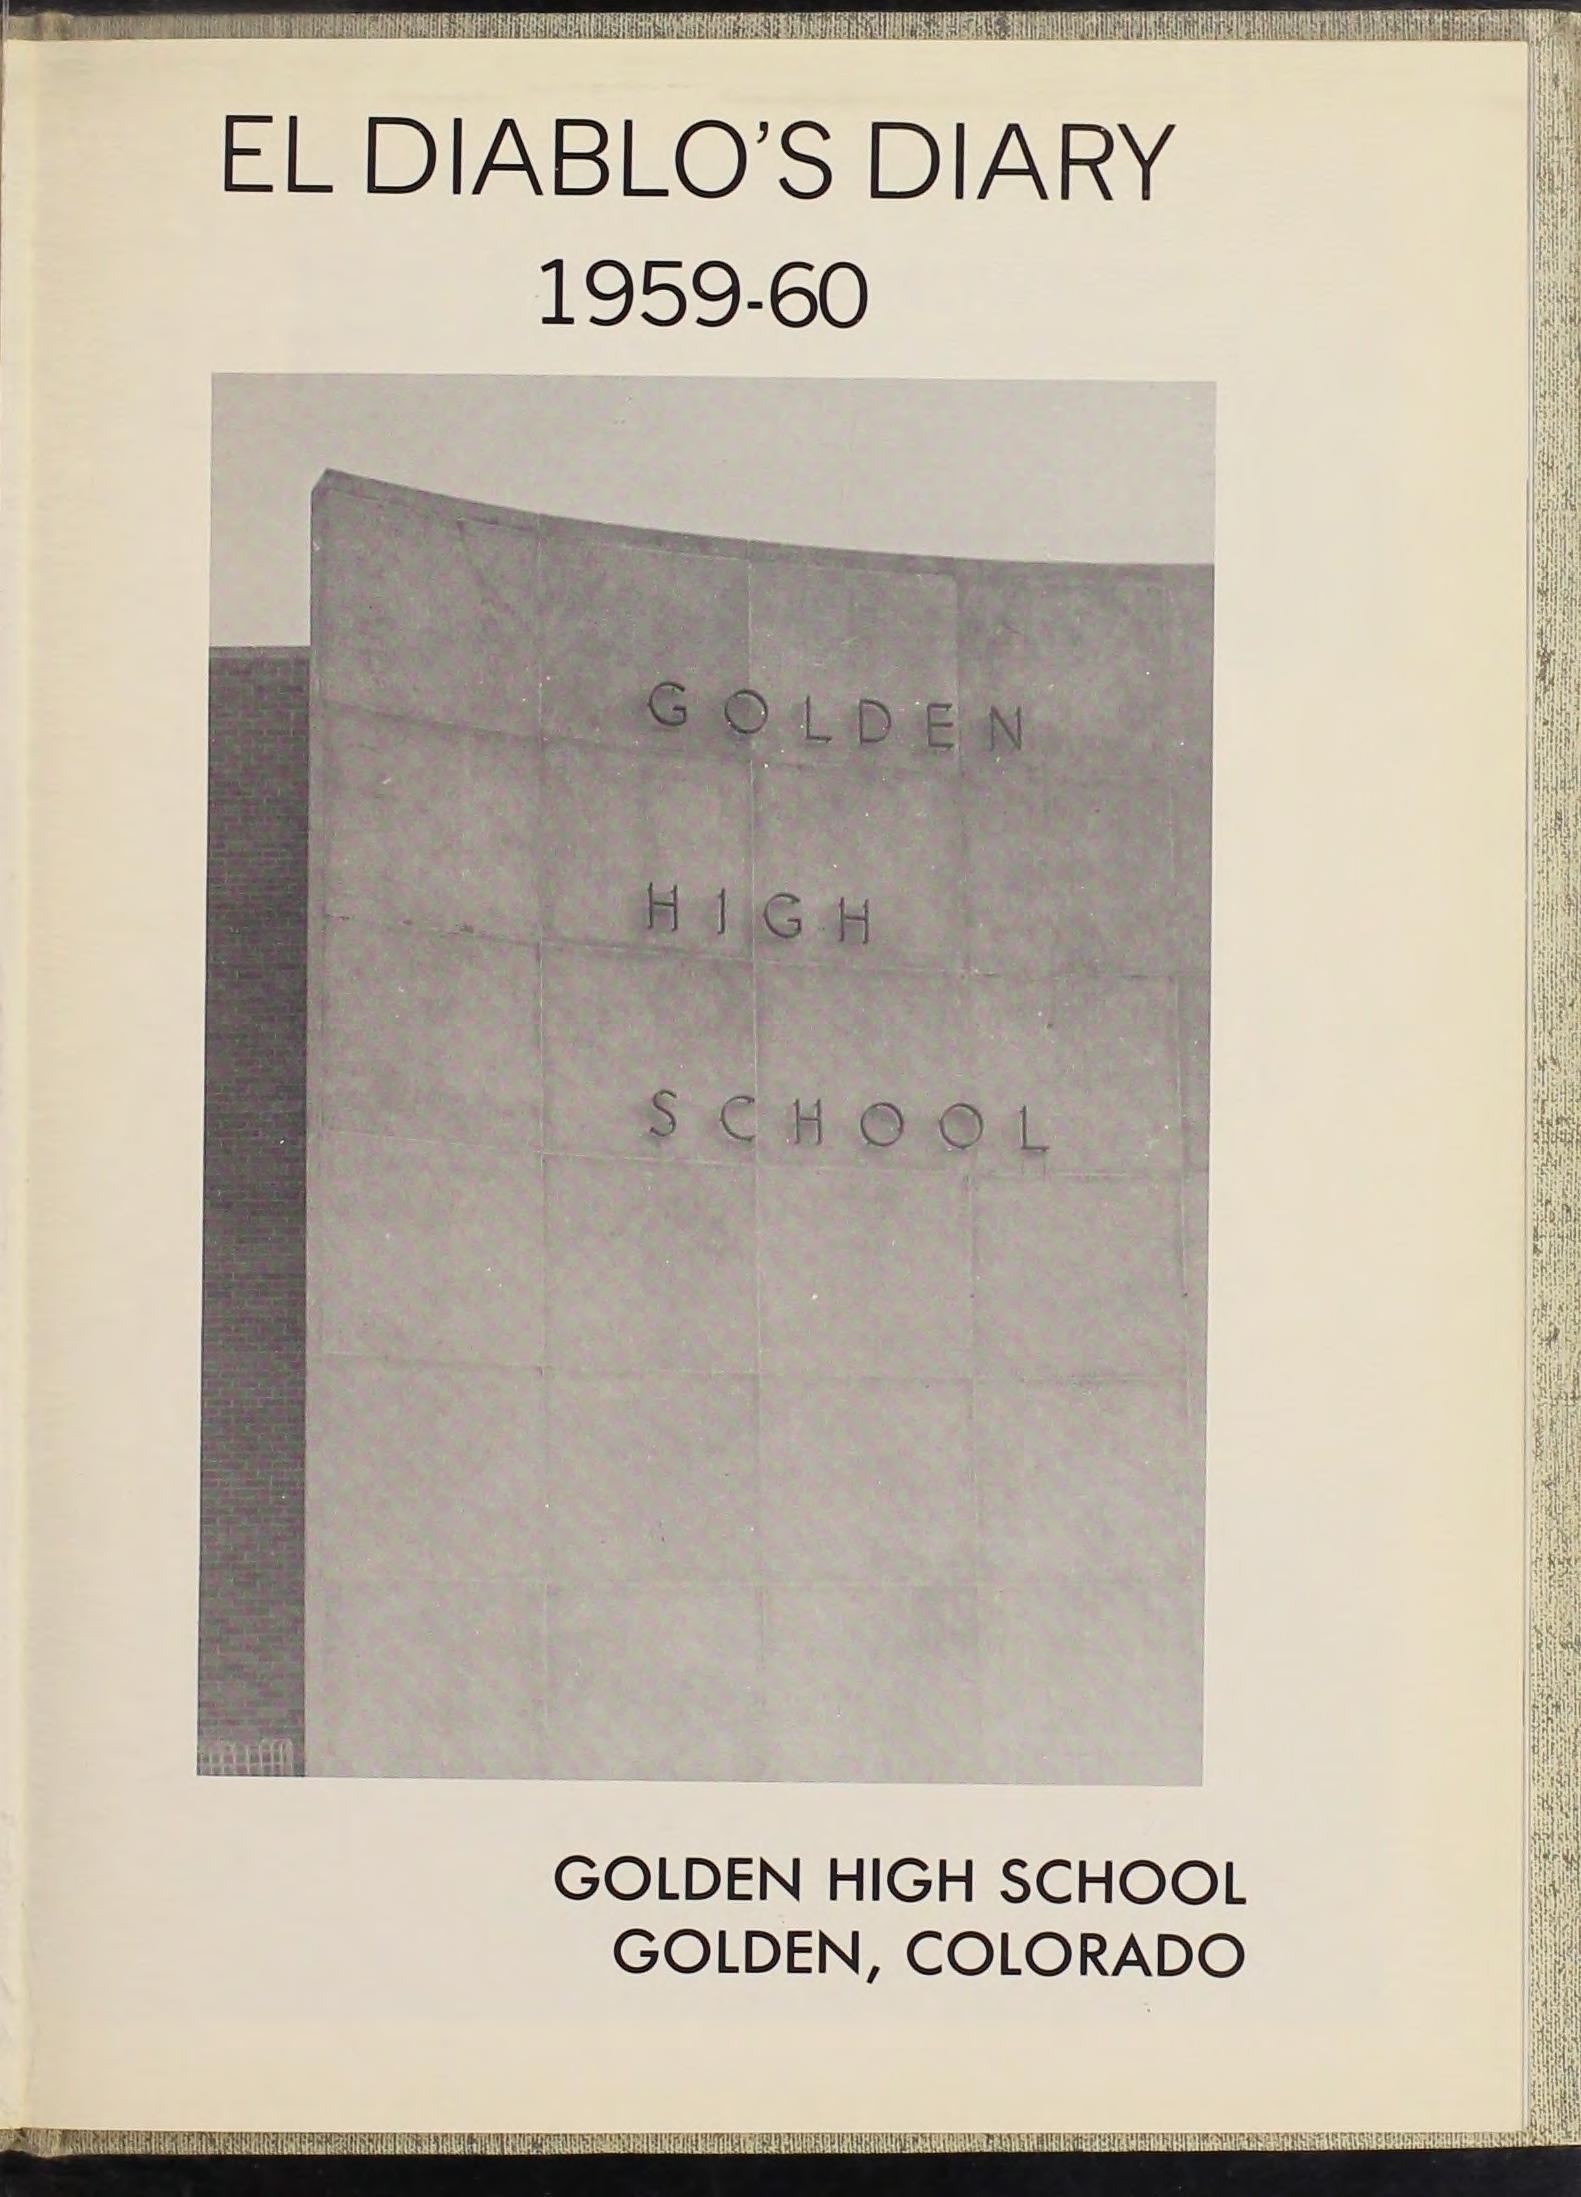 EL DIABLO'S DIARY
1959-60
GOLDEN
HIGH
SCHOOL
GOLDEN HIGH SCHOOL
GOLDEN, COLORADO